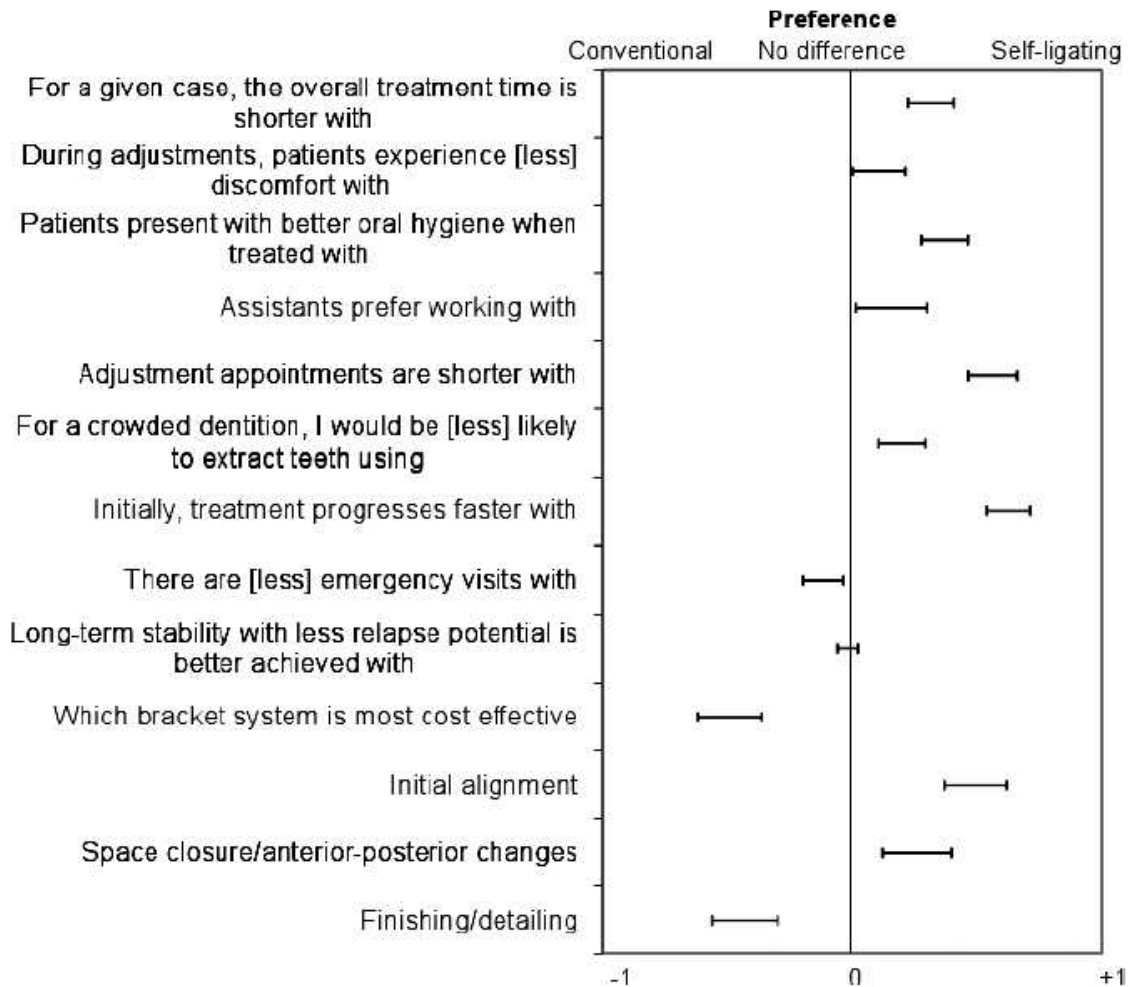 Preference
Conventional No difference Self-ligating
For a given case, the overall treatment time is
shorter with
During adjustments, patients experience [less]
discomfort with
Patients present with better oral hygiene when
treated with
Assistants prefer working with
Adjustment appointments are shorter with
For a crowded dentition, I would be [less] likely
to extract teeth using
Initially, treatment progresses faster with
There are [less] emergency visits with
Long-term stability with less relapse potential is
better achieved with
Which bracket system is most cost effective
Initial alignment
Space closure/anterior-posterior changes
Finishing/detailing
-1 0 +1